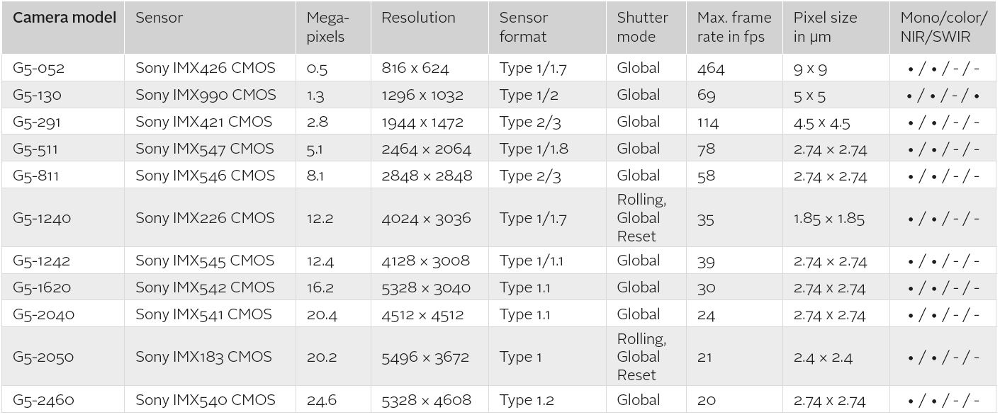 Camera model Sensor Mega-pixels Resolution Sensor format Shutter mode Max. frame rate in fps Pixel size in µm Mono/color/NIR/SWIR
G5-052 Sony IMX426 CMOS 0.5 816 x 624 Type 1/1.7 Global 464 9 x 9 • / • / - / -
G5-130 Sony IMX990 CMOS 1.3 1296 x 1032 Type 1/2 Global 69 5 x 5 • / • / - / •
G5-291 Sony IMX421 CMOS 2.8 1944 x 1472 Type 2/3 Global 114 4.5 x 4.5 • / • / - / -
G5-511 Sony IMX547 CMOS 5.1 2464 × 2064 Type 1/1.8 Global 78 2.74 × 2.74 • / • / - / -
G5-811 Sony IMX546 CMOS 8.1 2848 × 2848 Type 2/3 Global 58 2.74 × 2.74 • / • / - / -
G5-1240 Sony IMX226 CMOS 12.2 4024 × 3036 Type 1/1.7 Rolling, Global Reset 35 1.85 × 1.85 • / • / - / -
G5-1242 Sony IMX545 CMOS 12.4 4128 × 3008 Type 1/1.1 Global 39 2.74 × 2.74 • / • / - / -
G5-1620 Sony IMX542 CMOS 16.2 5328 × 3040 Type 1.1 Global 30 2.74 x 2.74 • / • / - / -
G5-2040 Sony IMX541 CMOS 20.4 4512 × 4512 Type 1.1 Global 24 2.74 x 2.74 • / • / - / -
G5-2050 Sony IMX183 CMOS 20.2 5496 × 3672 Type 1 Rolling, Global Reset 21 2.4 × 2.4 • / • / - / -
G5-2460 Sony IMX540 CMOS 24.6 5328 × 4608 Type 1.2 Global 20 2.74 x 2.74 • / • / - / -